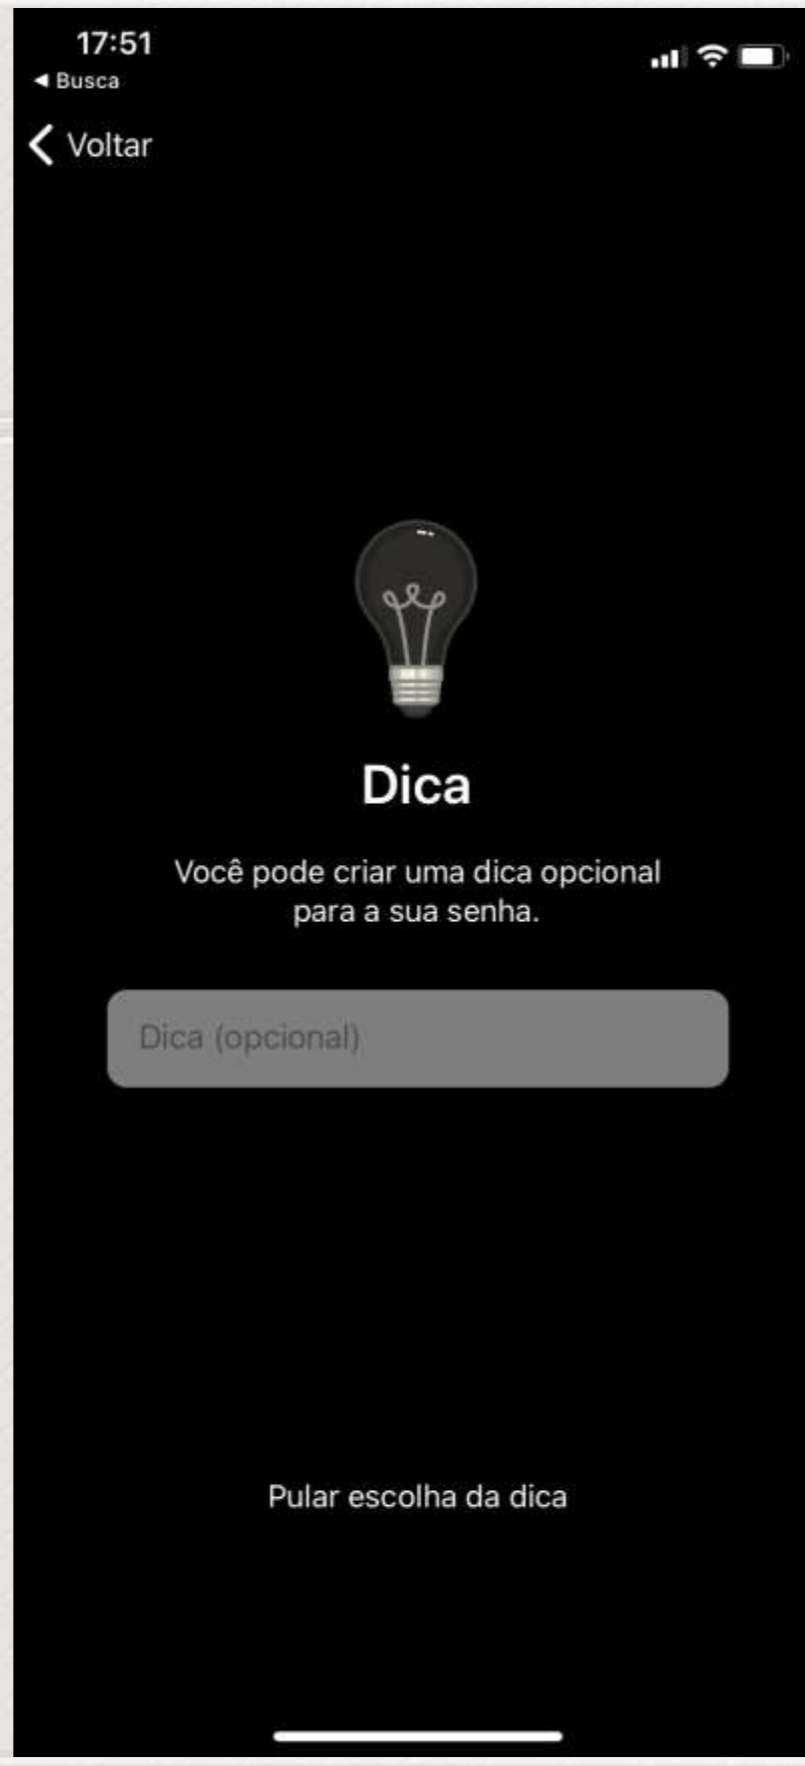 17:51
◀ Busca
Voltar
Dica
Você pode criar uma dica opcional
para a sua senha.
Dica (opcional)
Pular escolha da dica